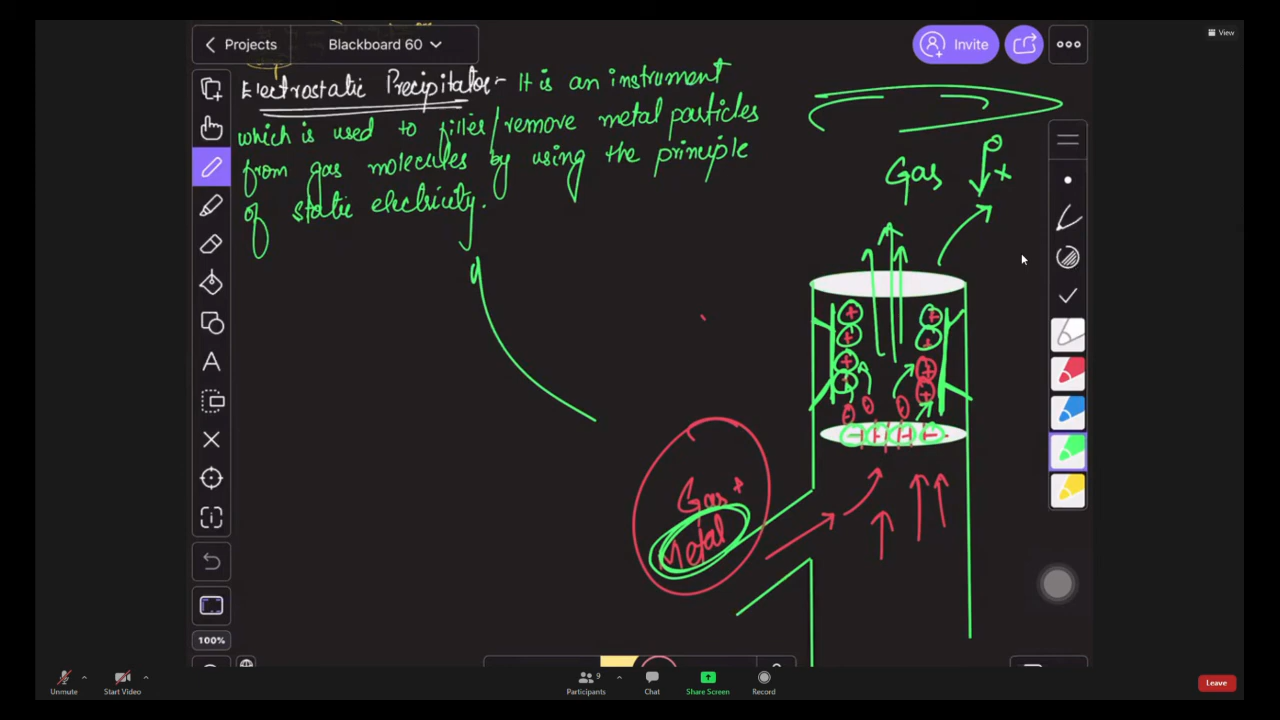 View
Projects
Blackboard 60
Invite
Electrostatic Precipitator:- It is an instrument
which is used to filler/remove metal particles
from gas molecules by using the principle
of static electricity.
Gas
+
+ +
+ +
+ +
+ +
Gas +
Metal
100%
Unmute
Start Video
9
Participants
Chat
Share Screen
Record
Leave